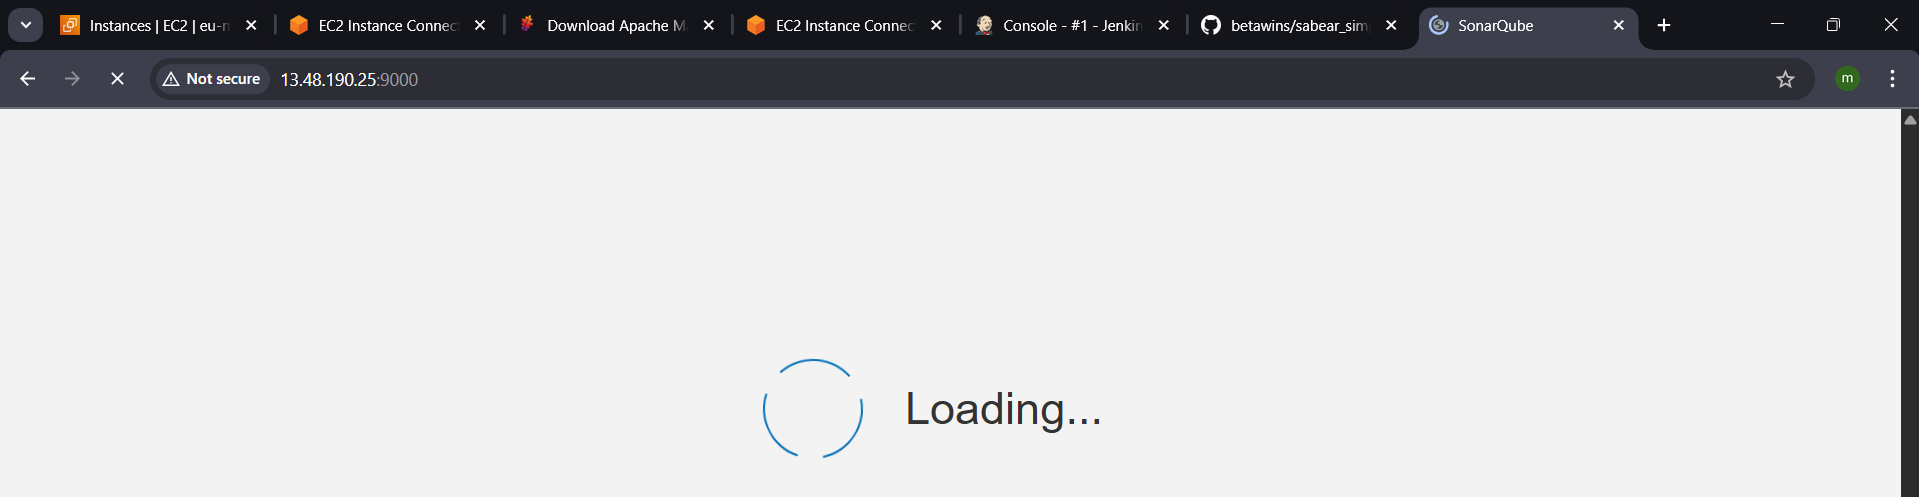 Instances | EC2 | eu-n
EC2 Instance Connec
Download Apache M
EC2 Instance Connec
Console - #1 - Jenkin
betawins/sabear_sim
SonarQube
Not secure
13.48.190.25:9000
m
Loading...